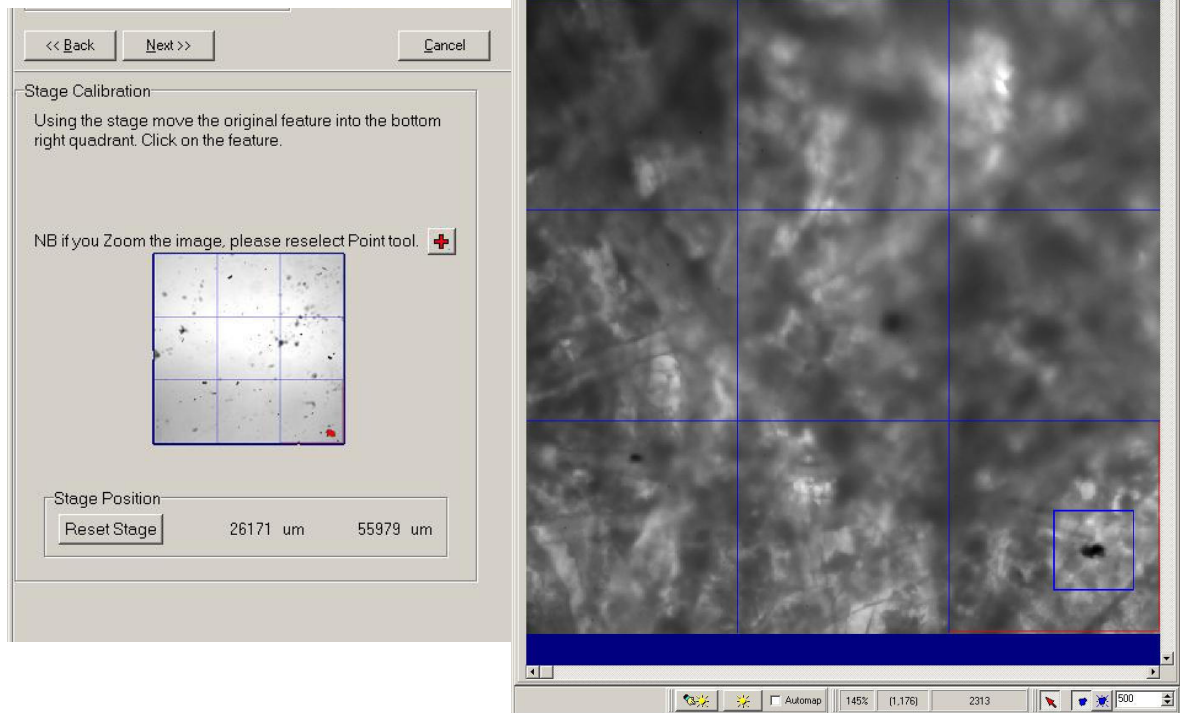 << Back
Next >>
Cancel
Stage Calibration
Using the stage move the original feature into the bottom
right quadrant. Click on the feature.
NB if you Zoom the image, please reselect Point tool.
Stage Position
Reset Stage
26171 um
55979 um
Automap
145%
(1,176)
2313
500